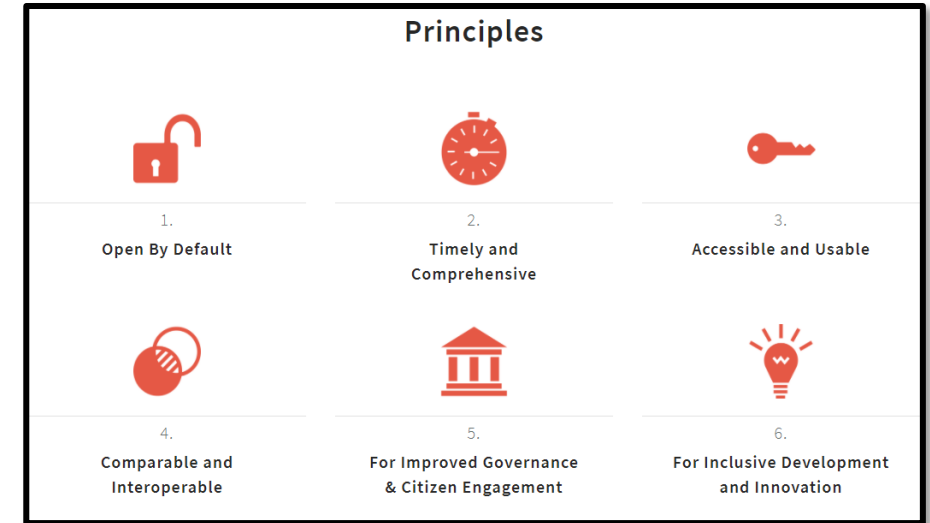 Principles
1.
Open By Default
2.
Timely and
Comprehensive
3.
Accessible and Usable
4.
Comparable and
Interoperable
5.
For Improved Governance
& Citizen Engagement
6.
For Inclusive Development
and Innovation